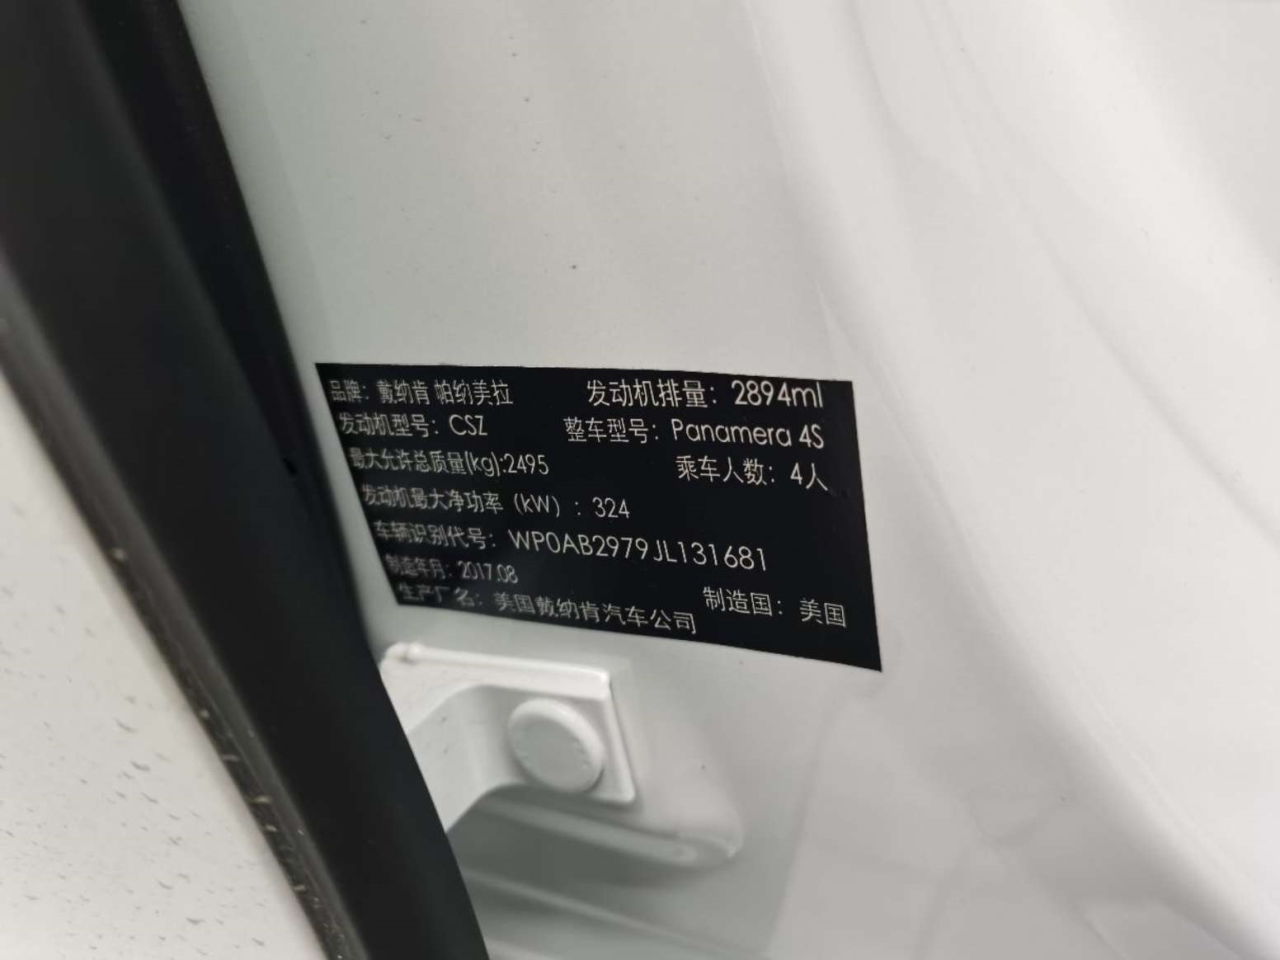 品牌：戴纳肯 帕纳美拉 发动机排量：2894ml
发动机型号：CSZ 整车型号：Panamera 4S
最大允许总质量(kg):2495 乘车人数：4人
发动机最大净功率（kW）：324
车辆识别代号：WP0AB2979JL131681
制造年月：2017.08 制造国：美国
生产厂名：美国戴纳肯汽车公司